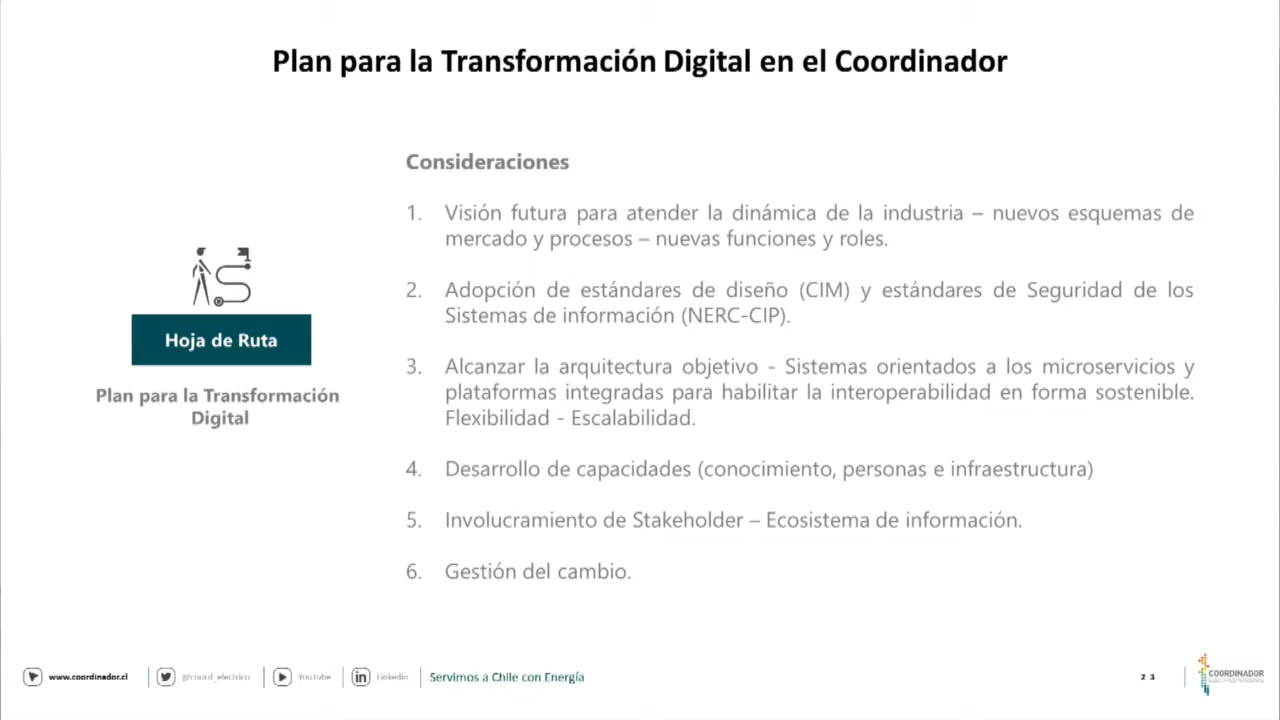 Plan para la Transformación Digital en el Coordinador
Consideraciones
1. Visión futura para atender la dinámica de la industria – nuevos esquemas de
mercado y procesos – nuevas funciones y roles.
2. Adopción de estándares de diseño (CIM) y estándares de Seguridad de los
Sistemas de información (NERC-CIP).
3. Alcanzar la arquitectura objetivo - Sistemas orientados a los microservicios y
plataformas integradas para habilitar la interoperabilidad en forma sostenible.
Flexibilidad - Escalabilidad.
4. Desarrollo de capacidades (conocimiento, personas e infraestructura)
5. Involucramiento de Stakeholder – Ecosistema de información.
6. Gestión del cambio.
Hoja de Ruta
Plan para la Transformación
Digital
www.coordinador.cl
@coord_electrico
YouTube
in
Linkedin
Servimos a Chile con Energía
23
COORDINADOR
ELÉCTRICO NACIONAL